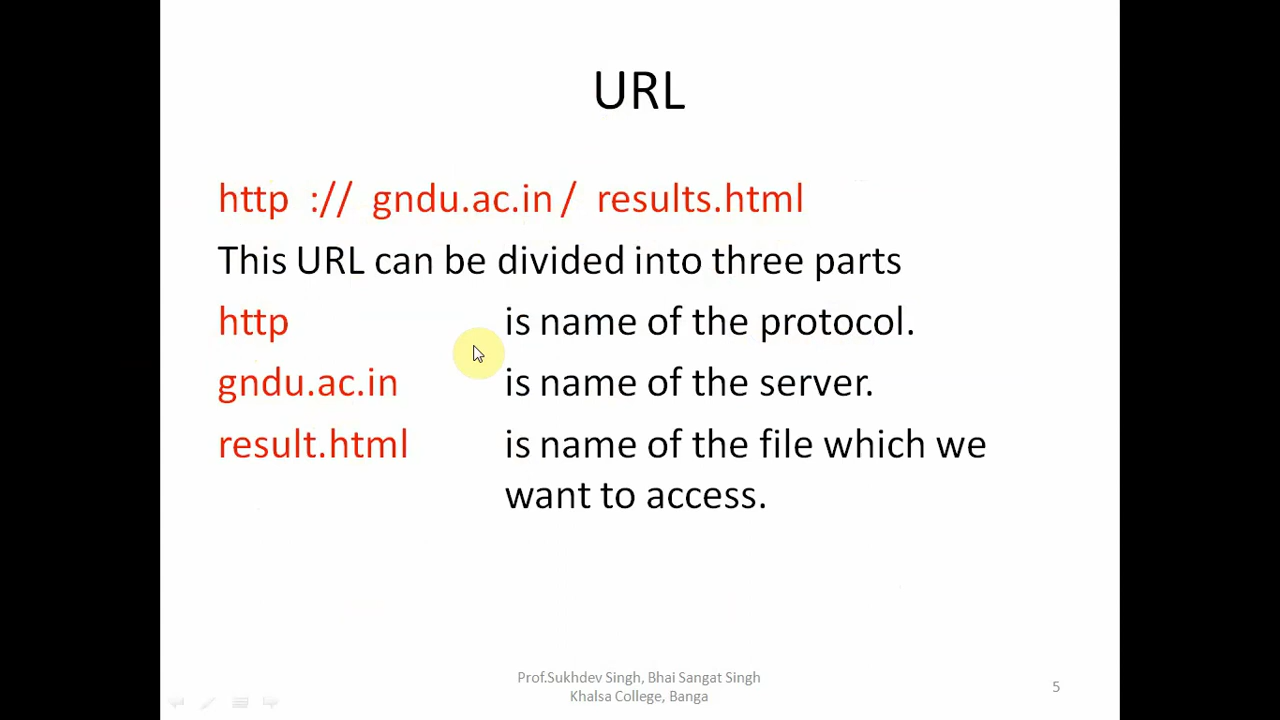 URL
http :// gndu.ac.in / results.html
This URL can be divided into three parts
http is name of the protocol.
gndu.ac.in is name of the server.
result.html is name of the file which we
want to access.
Prof.Sukhdev Singh, Bhai Sangat Singh
Khalsa College, Banga
5